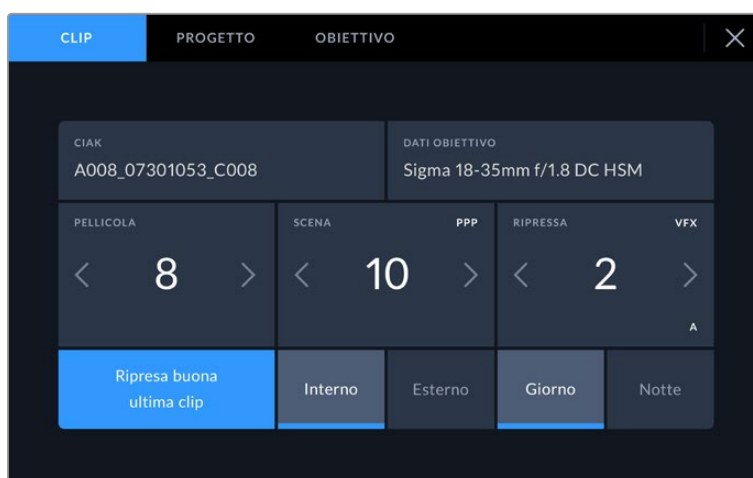 CLIP PROGETTO OBIETTIVO
CIAK DATI OBIETTIVO
A008_07301053_C008 Sigma 18-35mm f/1.8 DC HSM
PELLICOLA SCENA PPP RIPRESSA VFX
8 10 2
A
Ripresa buona
ultima clip
Interno Esterno Giorno Notte